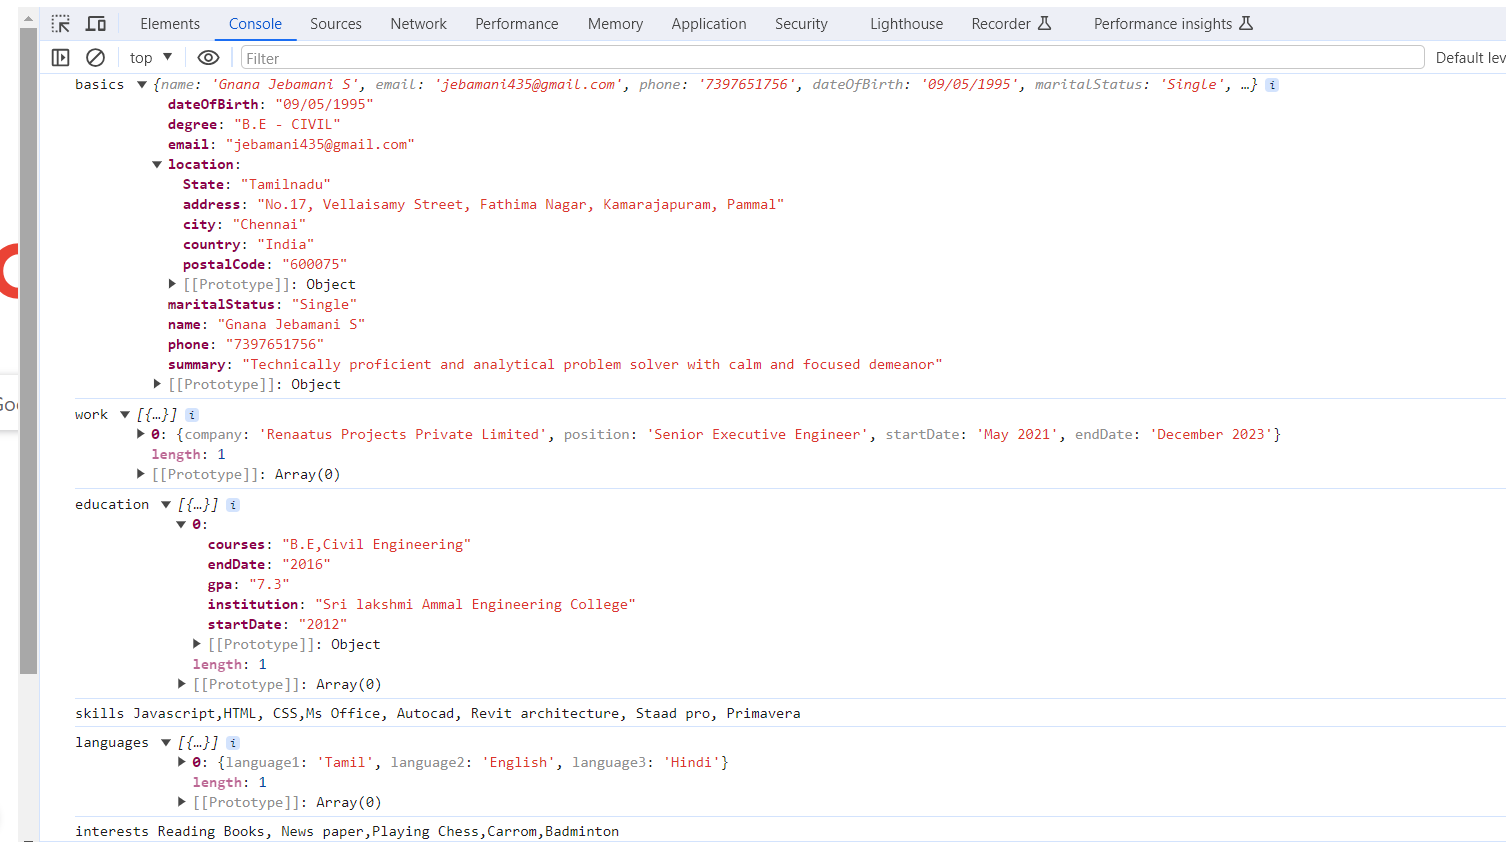 Elements Console Sources Network Performance Memory Application Security Lighthouse Recorder Performance insights
top Filter Default lev
basics {name: 'Gnana Jebamani S', email: 'jebamani435@gmail.com', phone: '7397651756', dateOfBirth: '09/05/1995', maritalStatus: 'Single', …} i
dateOfBirth: "09/05/1995"
degree: "B.E - CIVIL"
email: "jebamani435@gmail.com"
location:
State: "Tamilnadu"
address: "No.17, Vellaisamy Street, Fathima Nagar, Kamarajapuram, Pammal"
city: "Chennai"
country: "India"
postalCode: "600075"
[[Prototype]]: Object
maritalStatus: "Single"
name: "Gnana Jebamani S"
phone: "7397651756"
summary: "Technically proficient and analytical problem solver with calm and focused demeanor"
[[Prototype]]: Object
work [{…}] i
0: {company: 'Renaatus Projects Private Limited', position: 'Senior Executive Engineer', startDate: 'May 2021', endDate: 'December 2023'}
length: 1
[[Prototype]]: Array(0)
education [{…}] i
0:
courses: "B.E,Civil Engineering"
endDate: "2016"
gpa: "7.3"
institution: "Sri lakshmi Ammal Engineering College"
startDate: "2012"
[[Prototype]]: Object
length: 1
[[Prototype]]: Array(0)
skills Javascript,HTML, CSS,Ms Office, Autocad, Revit architecture, Staad pro, Primavera
languages [{…}] i
0: {language1: 'Tamil', language2: 'English', language3: 'Hindi'}
length: 1
[[Prototype]]: Array(0)
interests Reading Books, News paper,Playing Chess,Carrom,Badminton